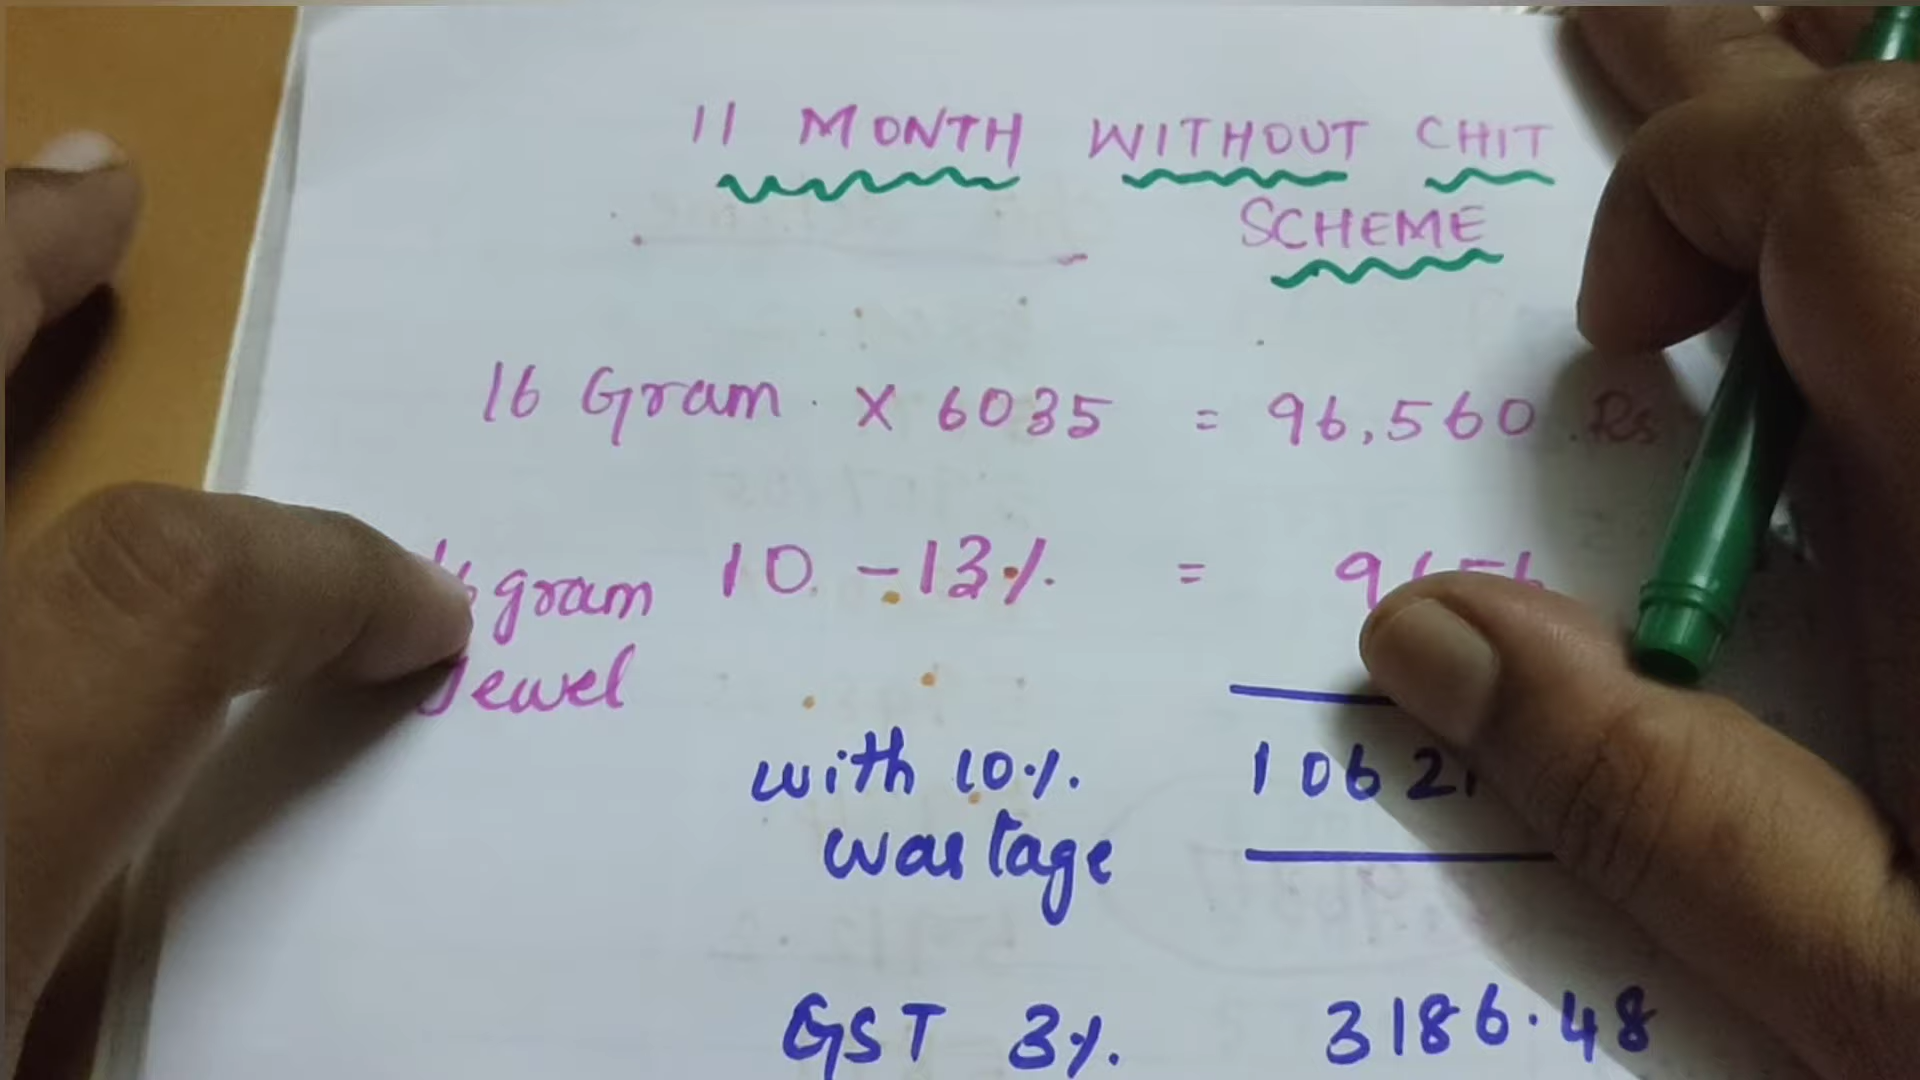 11 MONTH WITHOUT CHIT
SCHEME
16 Gram × 6035 = 96,560 Rs
gram 10 - 13% =
Jewel
with 10%
wastage
GST 3% 3186.48